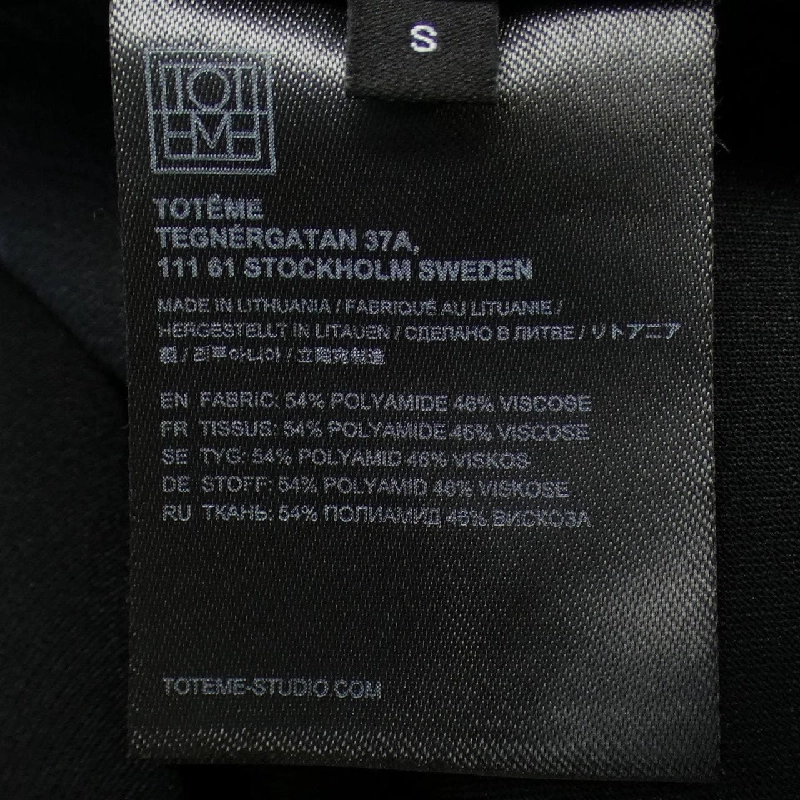 S
TOTÊME
TOTÊME
TEGNÉRGATAN 37A,
111 61 STOCKHOLM SWEDEN
MADE IN LITHUANIA / FABRIQUÉ AU LITUANIE /
HERGESTELLT IN LITAUEN / СДЕЛАНО В ЛИТВЕ / リトアニア
製 / 리투아니아 / 立陶宛制造
EN FABRIC: 54% POLYAMIDE 46% VISCOSE
FR TISSUS: 54% POLYAMIDE 46% VISCOSE
SE TYG: 54% POLYAMID 46% VISKOS
DE STOFF: 54% POLYAMID 46% VISKOSE
RU ТКАНЬ: 54% ПОЛИАМИД 46% ВИСКОЗА
TOTEME-STUDIO.COM